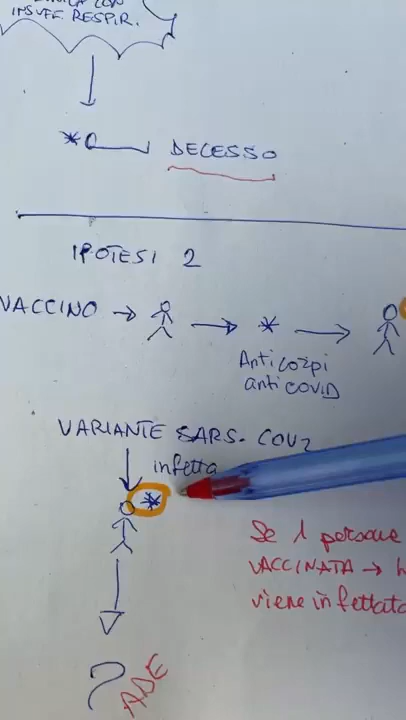 CON
INSUFF. RESPIR.
DECESSO
IPOTESI 2
VACCINO
Anticorpi
anti COVID
VARIANTE SARS-COV2
infetta
Se 1 persona
VACCINATA →
viene infettata
? ADE